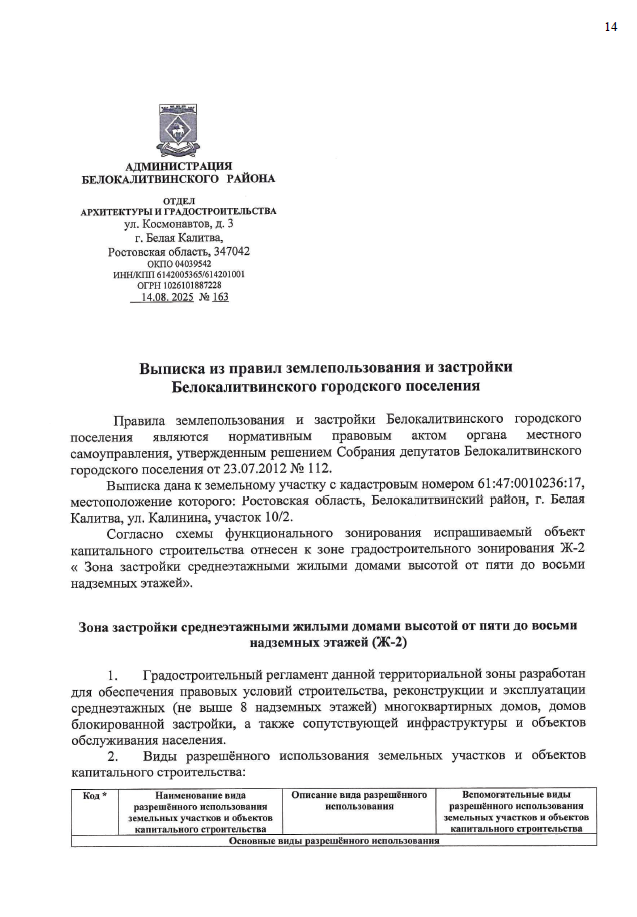 14
АДМИНИСТРАЦИЯ
БЕЛОКАЛИТВИНСКОГО РАЙОНА
ОТДЕЛ
АРХИТЕКТУРЫ И ГРАДОСТРОИТЕЛЬСТВА
ул. Космонавтов, д. 3
г. Белая Калитва,
Ростовская область, 347042
ОКПО 04039542
ИНН/КПП 6142005365/614201001
ОГРН 1026101887228
14.08. 2025 № 163
Выписка из правил землепользования и застройки
Белокалитвинского городского поселения
Правила землепользования и застройки Белокалитвинского городского
поселения являются нормативным правовым актом органа местного
самоуправления, утвержденным решением Собрания депутатов Белокалитвинского
городского поселения от 23.07.2012 № 112.
Выписка дана к земельному участку с кадастровым номером 61:47:0010236:17,
местоположение которого: Ростовская область, Белокалитвинский район, г. Белая
Калитва, ул. Калинина, участок 10/2.
Согласно схемы функционального зонирования испрашиваемый объект
капитального строительства отнесен к зоне градостроительного зонирования Ж-2
« Зона застройки среднеэтажными жилыми домами высотой от пяти до восьми
надземных этажей».
Зона застройки среднеэтажными жилыми домами высотой от пяти до восьми
надземных этажей (Ж-2)
1. Градостроительный регламент данной территориальной зоны разработан
для обеспечения правовых условий строительства, реконструкции и эксплуатации
среднеэтажных (не выше 8 надземных этажей) многоквартирных домов, домов
блокированной застройки, а также сопутствующей инфраструктуры и объектов
обслуживания населения.
2. Виды разрешённого использования земельных участков и объектов
капитального строительства:
Код *
Наименование вида
разрешённого использования
земельных участков и объектов
капитального строительства
Описание вида разрешённого
использования
Вспомогательные виды
разрешённого использования
земельных участков и объектов
капитального строительства
Основные виды разрешённого использования